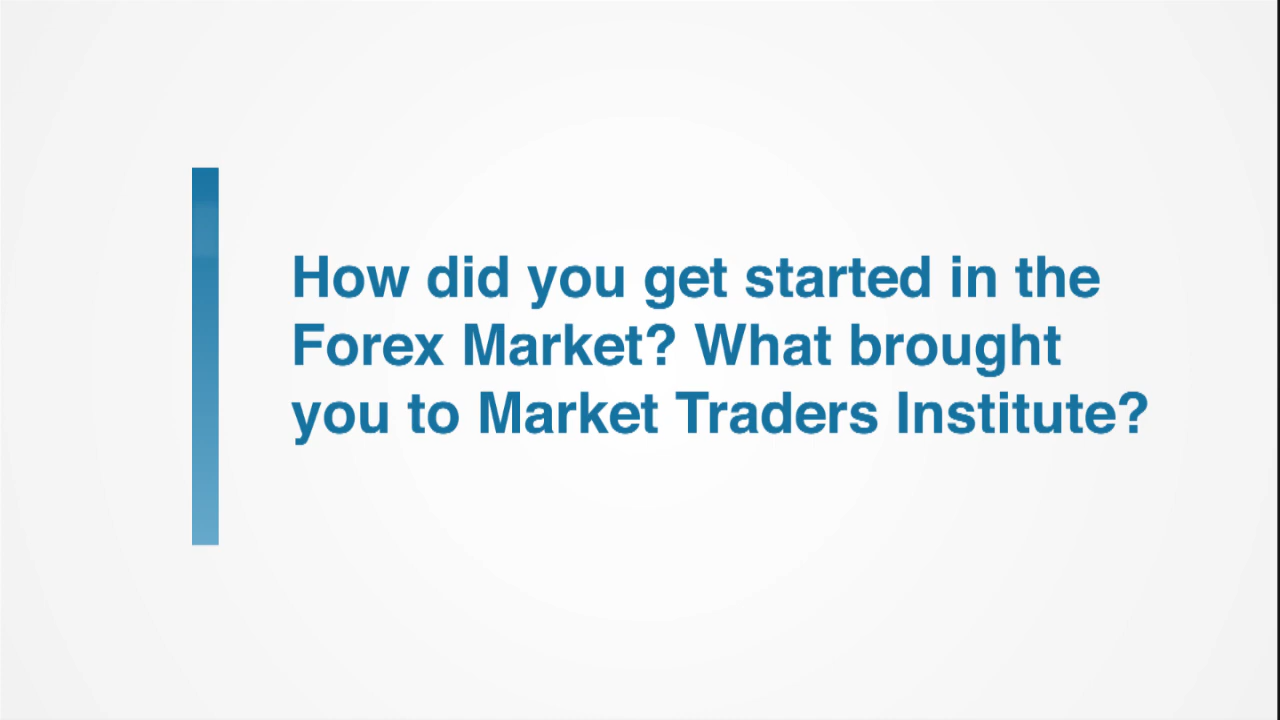 How did you get started in the
Forex Market? What brought
you to Market Traders Institute?